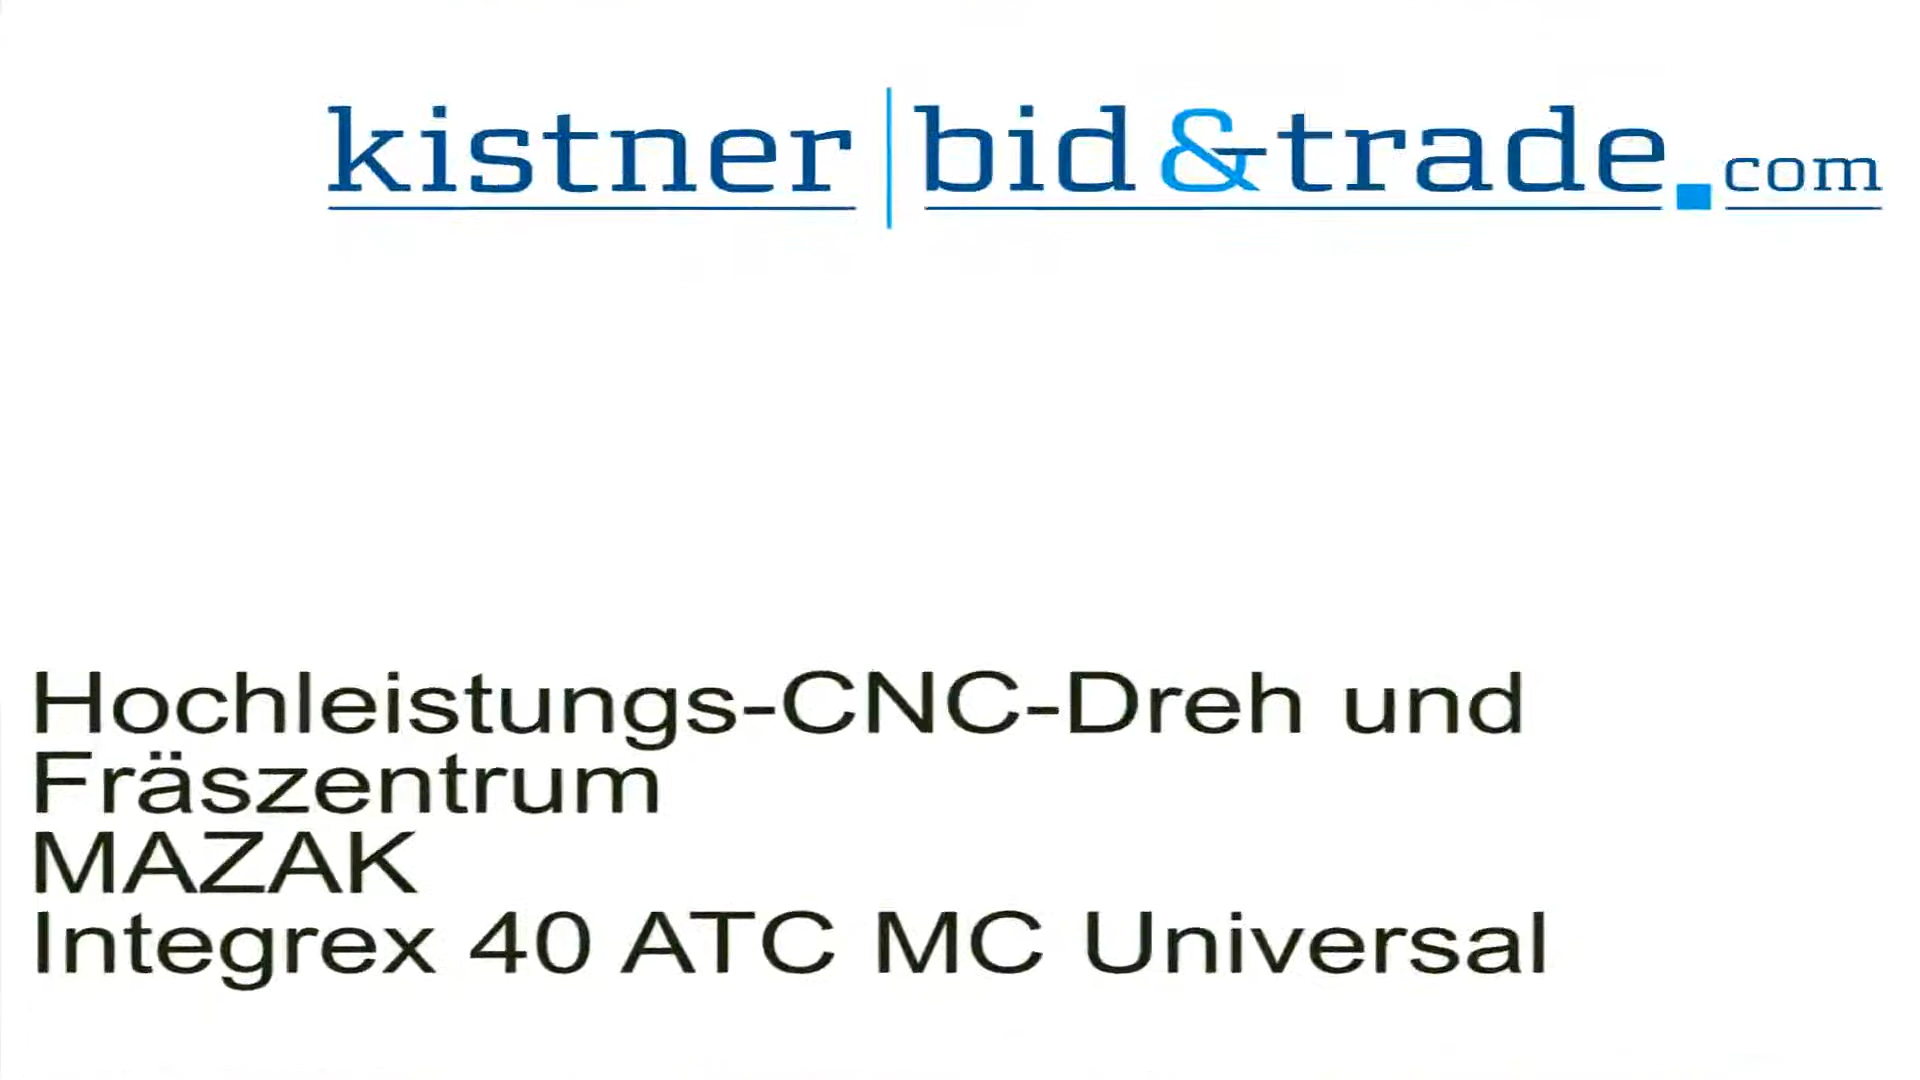 kistner bid & trade.com
Hochleistungs-CNC-Dreh und
Fräszentrum
MAZAK
Integrex 40 ATC MC Universal